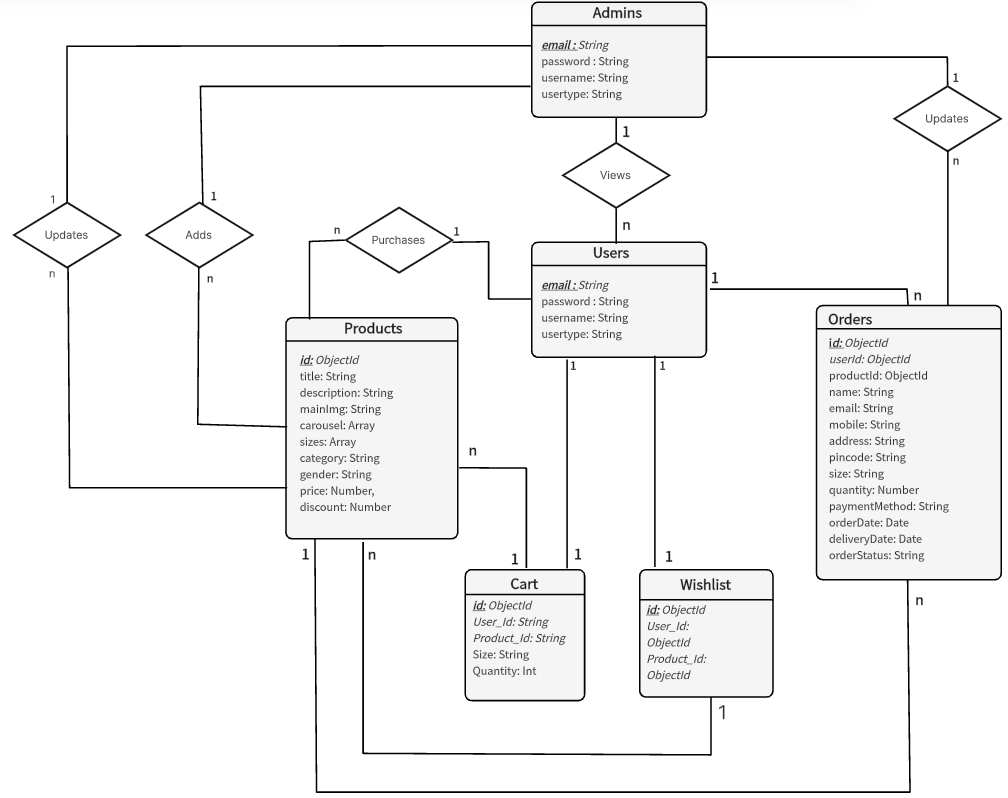 Admins
email : String
password : String
username: String
usertype: String
1
Updates
n
1
Views
n
1
Updates
n
1
Adds
n
n
Purchases
1
Users
email : String
password : String
username: String
usertype: String
1
n
1
1
Products
id: ObjectId
title: String
description: String
mainImg: String
carousel: Array
sizes: Array
category: String
gender: String
price: Number,
discount: Number
n
1
n
Orders
id: ObjectId
userId: ObjectId
productId: ObjectId
name: String
email: String
mobile: String
address: String
pincode: String
size: String
quantity: Number
paymentMethod: String
orderDate: Date
deliveryDate: Date
orderStatus: String
n
1
1
1
Cart
id: ObjectId
User_Id: String
Product_Id: String
Size: String
Quantity: Int
Wishlist
id: ObjectId
User_Id:
ObjectId
Product_Id:
ObjectId
1